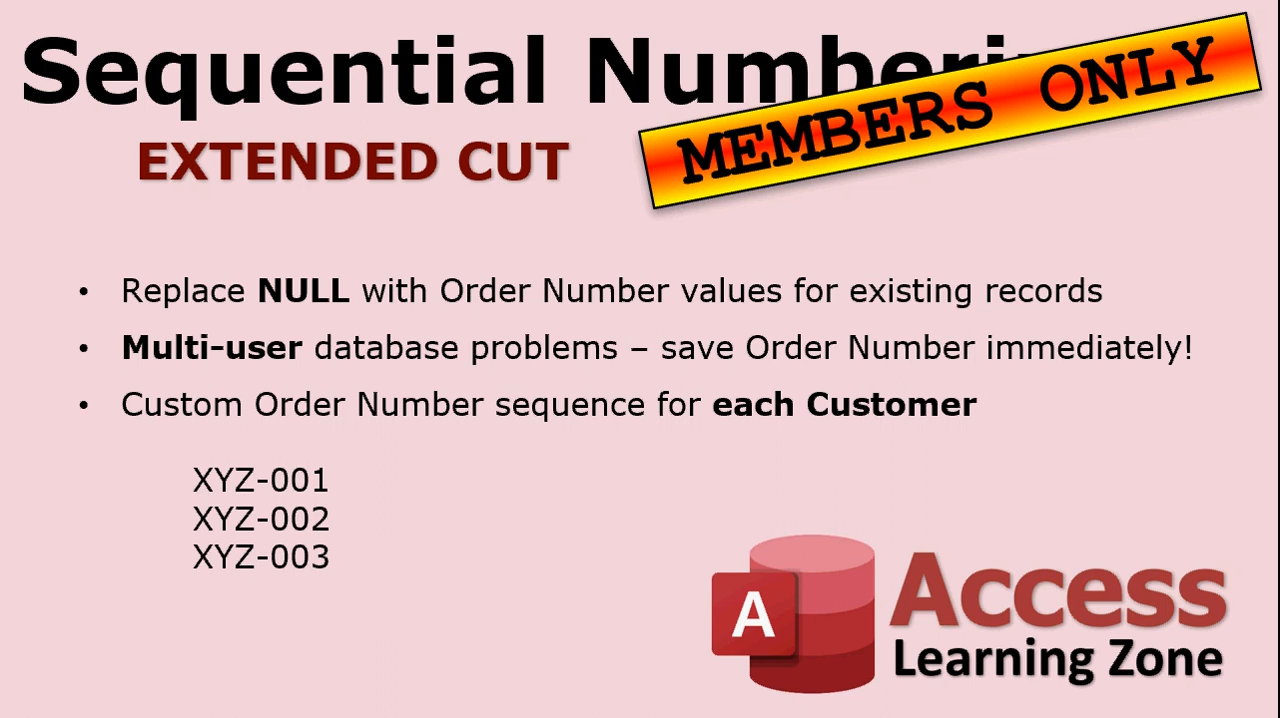 Sequential Numbering
MEMBERS ONLY
EXTENDED CUT
• Replace NULL with Order Number values for existing records
• Multi-user database problems – save Order Number immediately!
• Custom Order Number sequence for each Customer
XYZ-001
XYZ-002
XYZ-003
A
Access
Learning Zone